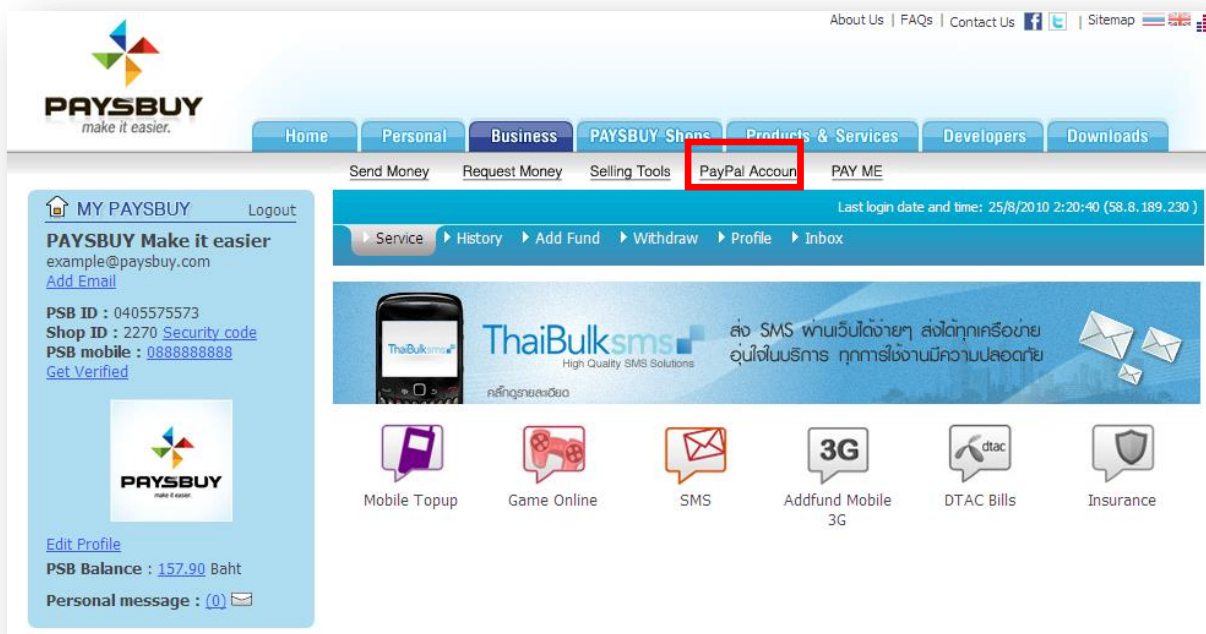 About Us | FAQs | Contact Us | Sitemap
PAYSBUY
make it easier.
Home Personal Business PAYSBUY Shops Products & Services Developers Downloads
Send Money Request Money Selling Tools PayPal Accoun PAY ME
MY PAYSBUY Logout
PAYSBUY Make it easier
example@paysbuy.com
Add Email
PSB ID : 0405575573
Shop ID : 2270 Security code
PSB mobile : 0888888888
Get Verified
PAYSBUY
make it easier.
Edit Profile
PSB Balance : 157.90 Baht
Personal message : (0)
Last login date and time: 25/8/2010 2:20:40 (58.8.189.230 )
Service History Add Fund Withdraw Profile Inbox
ThaiBulksms
ThaiBulksms
High Quality SMS Solutions
คลิ๊กดูรายละเอียด
ส่ง SMS ผ่านเว็บได้ง่ายๆ ส่งได้ทุกเครือข่าย
อุ่นใจในบริการ ทุกการใช้งานมีความปลอดภัย
3G
dtac
Mobile Topup Game Online SMS Addfund Mobile 3G DTAC Bills Insurance